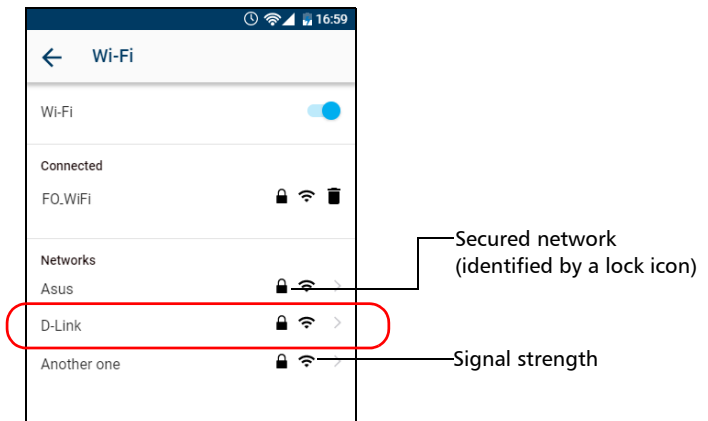 16:59
Wi-Fi
Wi-Fi
Connected
FO_WiFi
Networks
Asus
D-Link
Another one
Secured network
(identified by a lock icon)
Signal strength